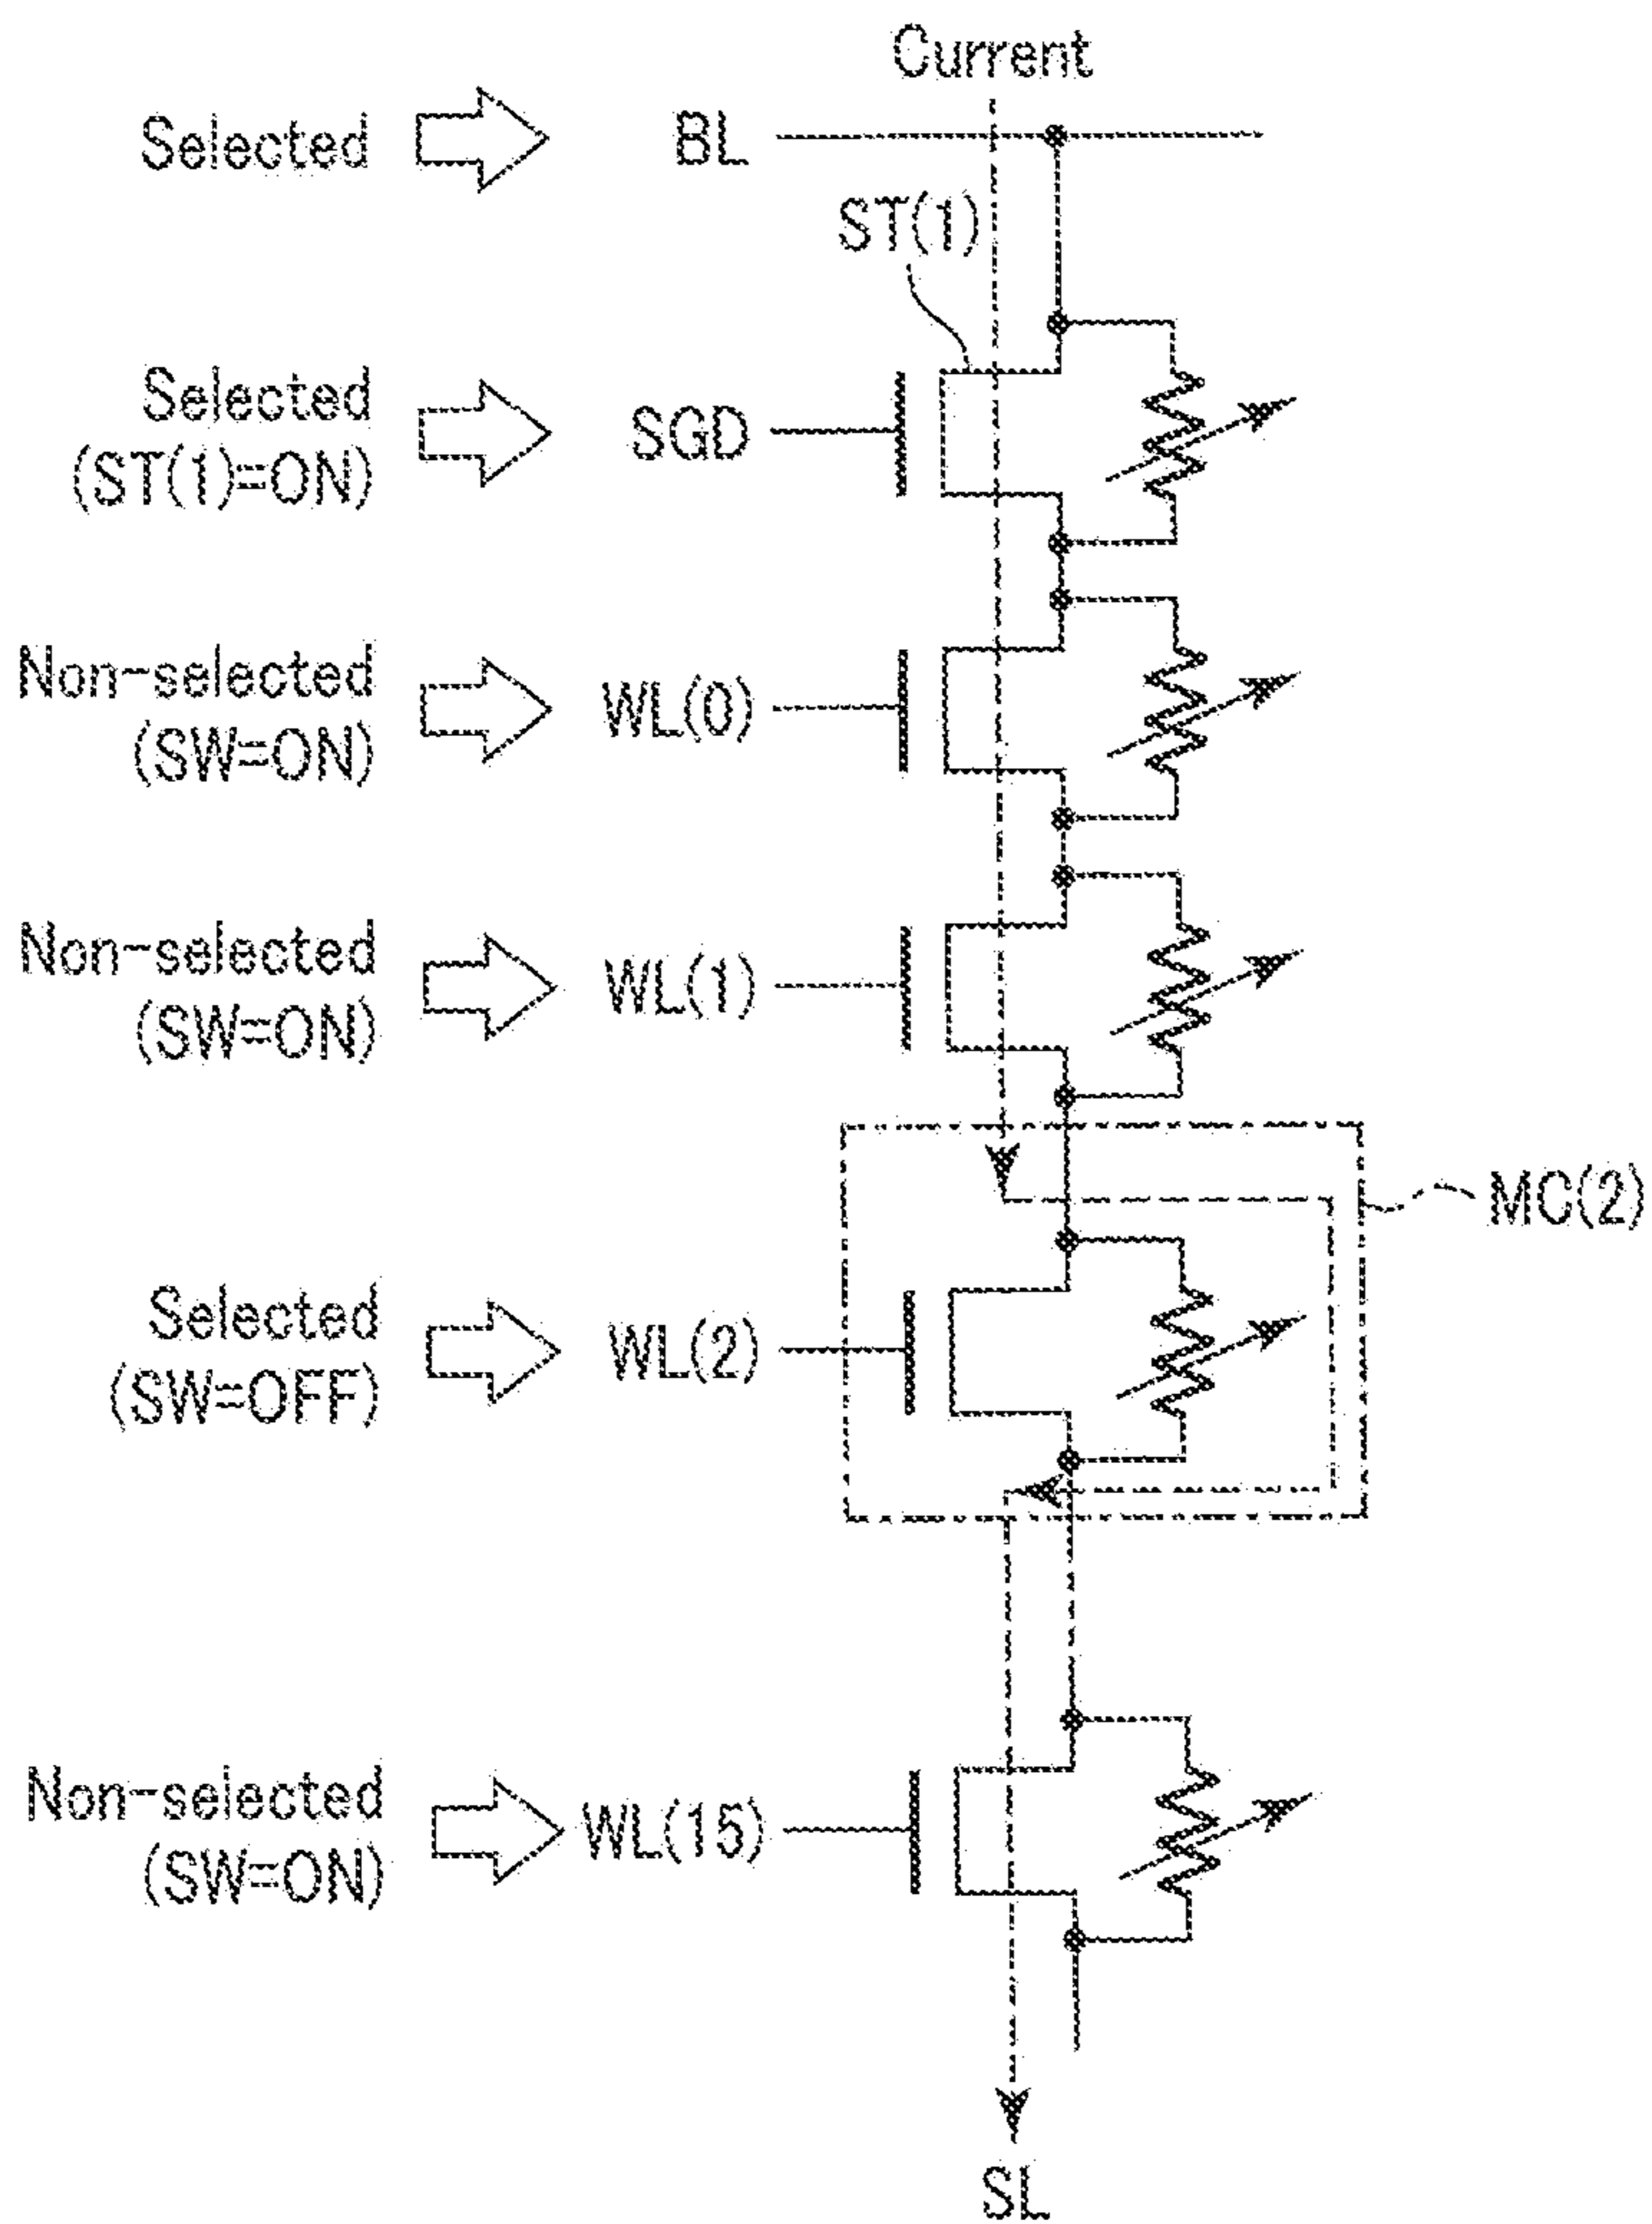 Current
Selected
BL
ST(1)
Selected
(ST(1)=ON)
SGD
Non-selected
(SW=ON)
WL(0)
Non-selected
(SW=ON)
WL(1)
MC(2)
Selected
(SW=OFF)
WL(2)
Non-selected
(SW=ON)
WL(15)
SL